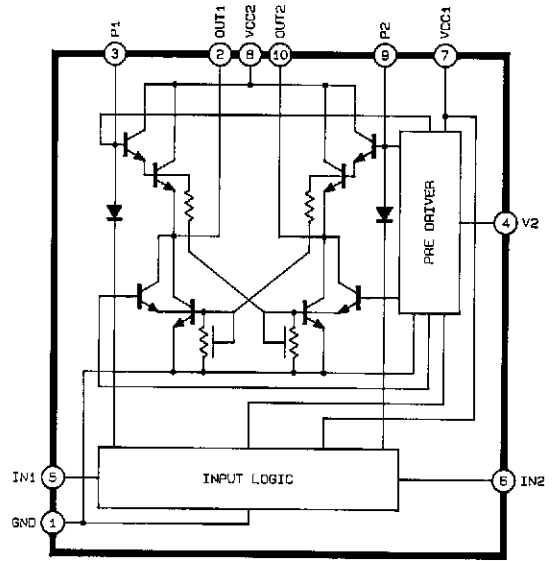 P1
OUT1
VCC2
OUT2
P2
VCC1
3
2
8
10
9
7
PRE DRIVER
4
V2
IN1
5
INPUT LOGIC
6
IN2
GND
1